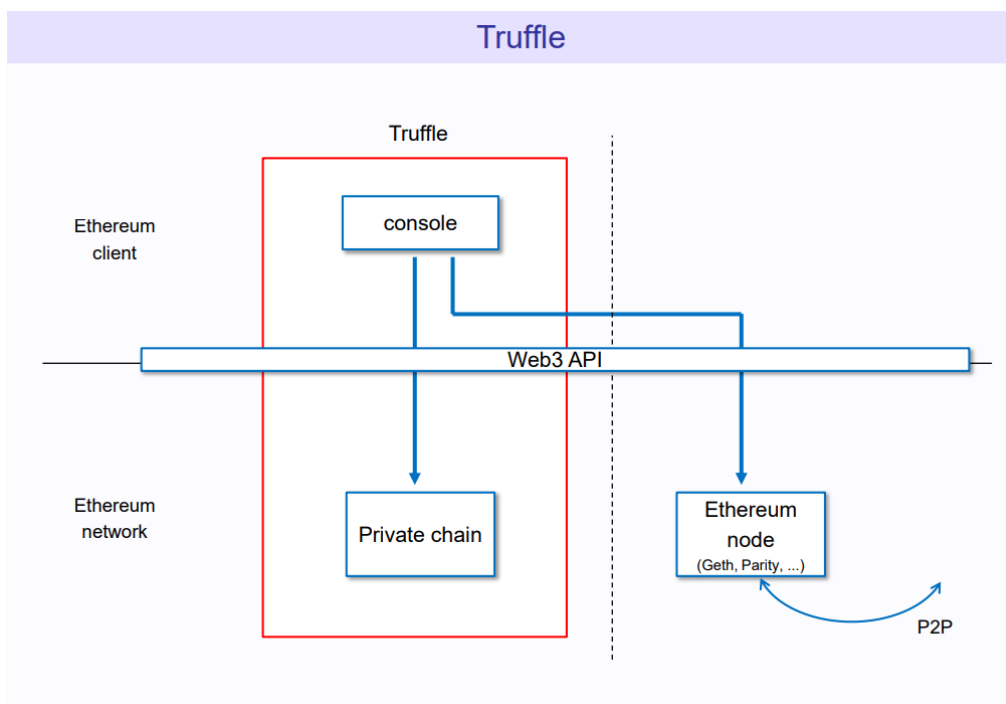 Truffle
Truffle
Ethereum
client
console
Web3 API
Ethereum
network
Private chain
Ethereum
node
(Geth, Parity, ...)
P2P